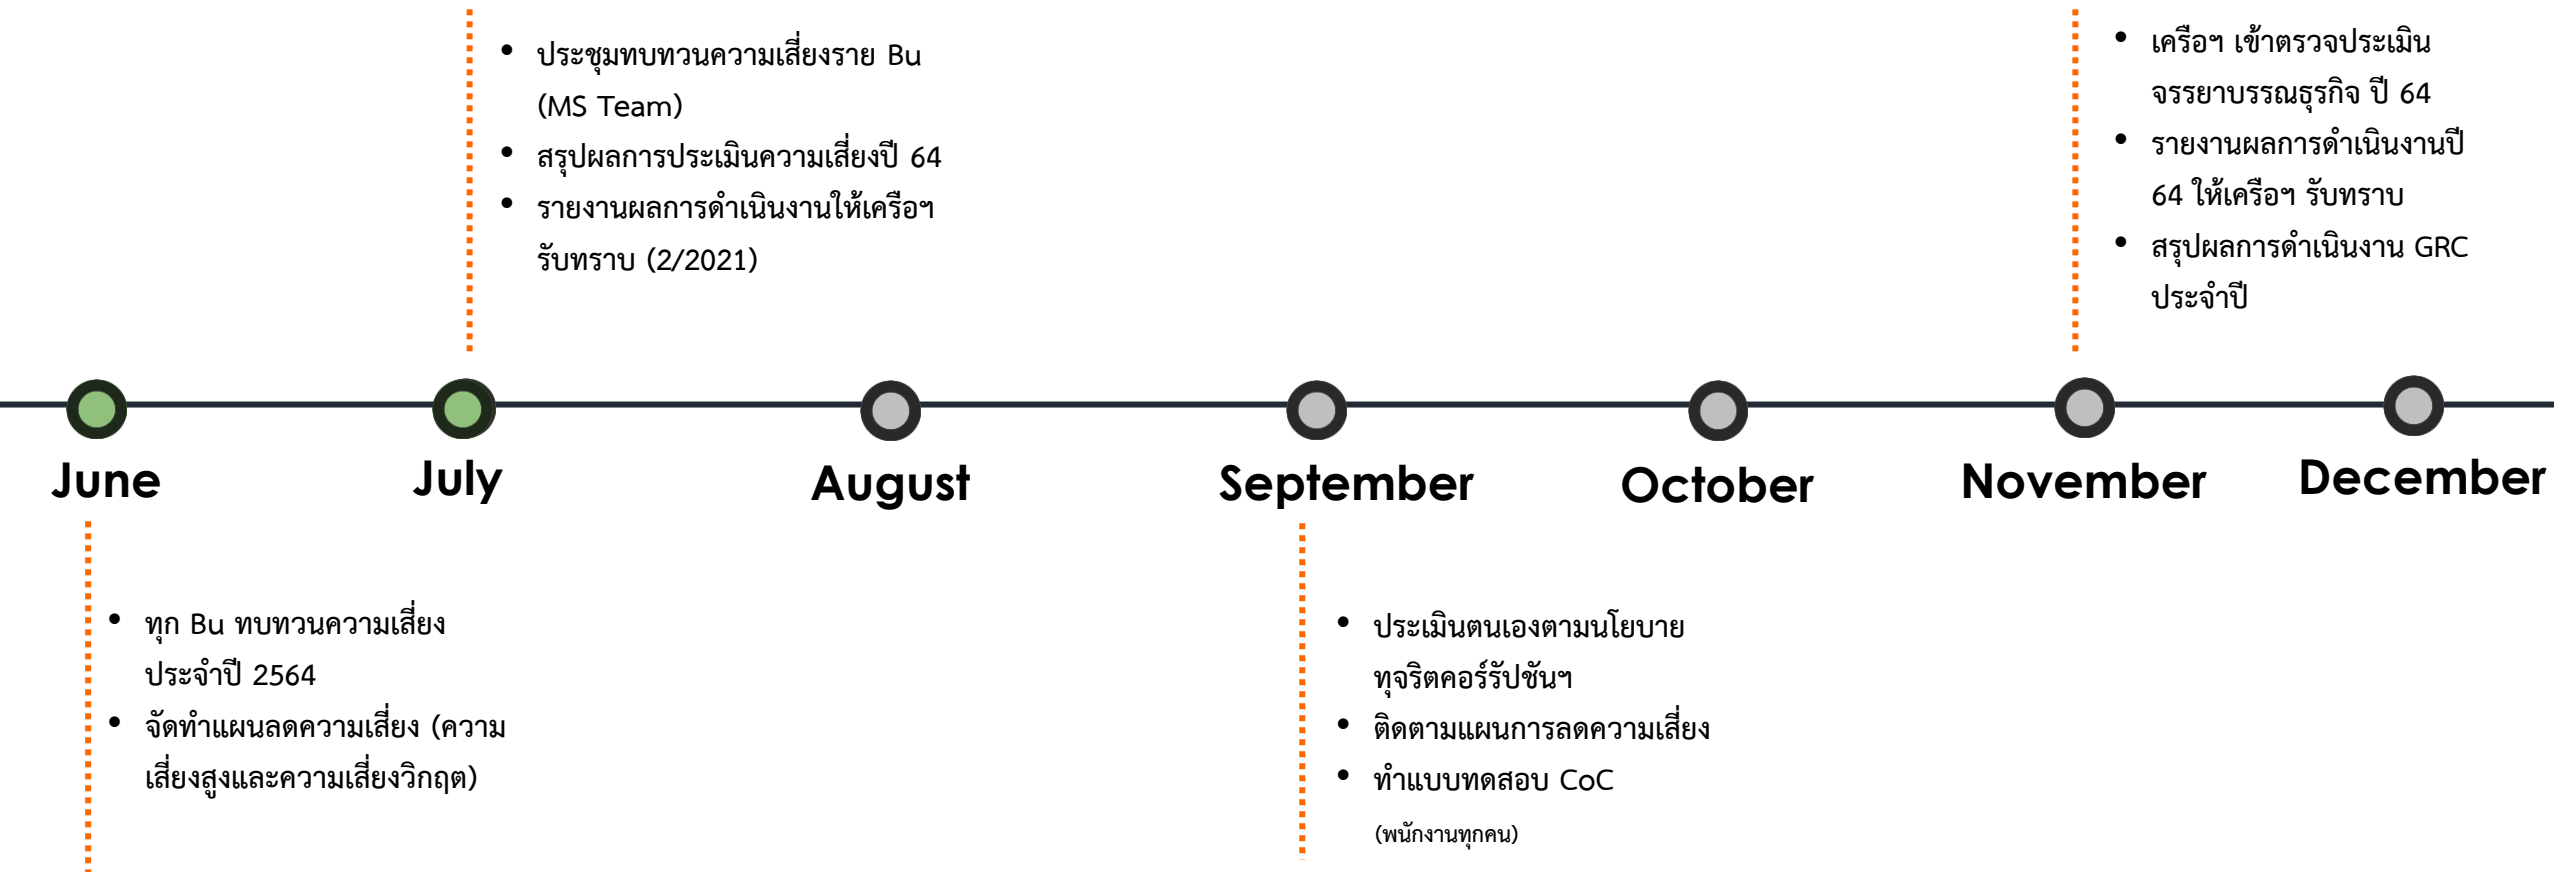 • ประชุมทบทวนความเสี่ยงราย Bu
(MS Team)
• สรุปผลการประเมินความเสี่ยงปี 64
• รายงานผลการดำเนินงานให้เครือฯ
รับทราบ (2/2021)
• เครือฯ เข้าตรวจประเมิน
จรรยาบรรณธุรกิจ ปี 64
• รายงานผลการดำเนินงานปี
64 ให้เครือฯ รับทราบ
• สรุปผลการดำเนินงาน GRC
ประจำปี
June
July
August
September
October
November
December
• ทุก Bu ทบทวนความเสี่ยง
ประจำปี 2564
• จัดทำแผนลดความเสี่ยง (ความ
เสี่ยงสูงและความเสี่ยงวิกฤต)
• ประเมินตนเองตามนโยบาย
ทุจริตคอร์รัปชันฯ
• ติดตามแผนการลดความเสี่ยง
• ทำแบบทดสอบ CoC
(พนักงานทุกคน)